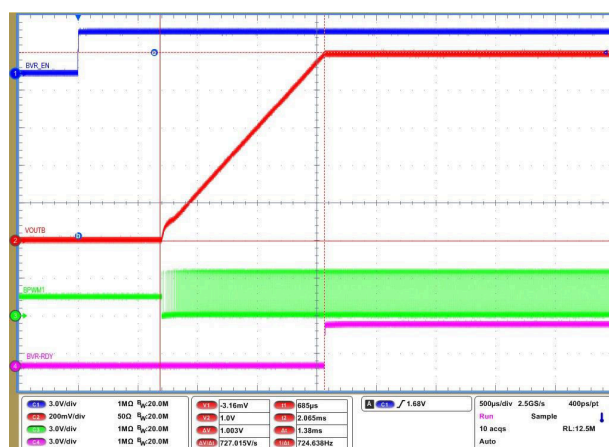 a
BVR_EN
1
VOUTB
b
2
BPWM1
BVR-RDY
4
C1 3.0V/div 1MΩ BW:20.0M
C2 200mV/div 50Ω BW:20.0M
C3 3.0V/div 1MΩ BW:20.0M
C4 3.0V/div 1MΩ BW:20.0M
V1 -3.16mV t1 685µs
V2 1.0V t2 2.065ms
ΔV 1.003V Δt 1.38ms
ΔV/Δt 727.015V/s 1/Δt 724.638Hz
A C1 1.68V
500µs/div 2.5GS/s 400ps/pt
Run Sample
10 acqs RL:12.5M
Auto